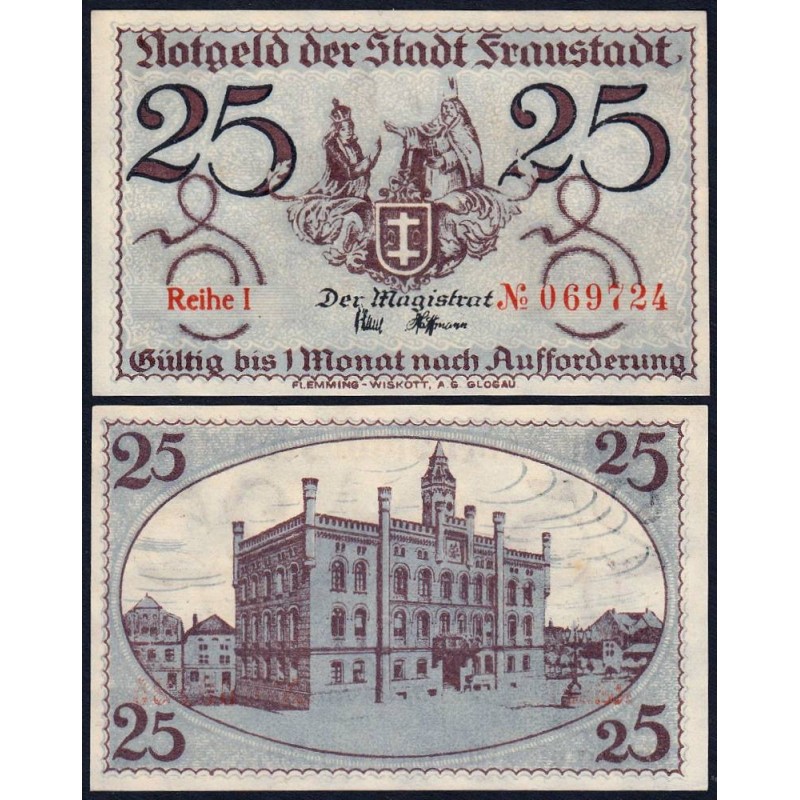 Notgeld der Stadt Fraustadt
25 25
Reihe I
Der Magistrat
№ 069724
Gültig bis 1 Monat nach Aufforderung
FLEMMING-WISKOTT, A.G. GLOGAU
25 25
25 25